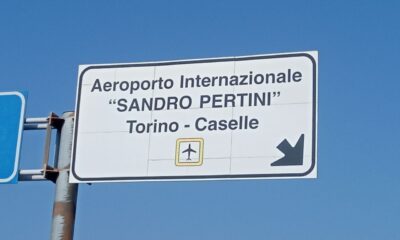 Aeroporto Internazionale
"SANDRO PERTINI"
Torino - Caselle